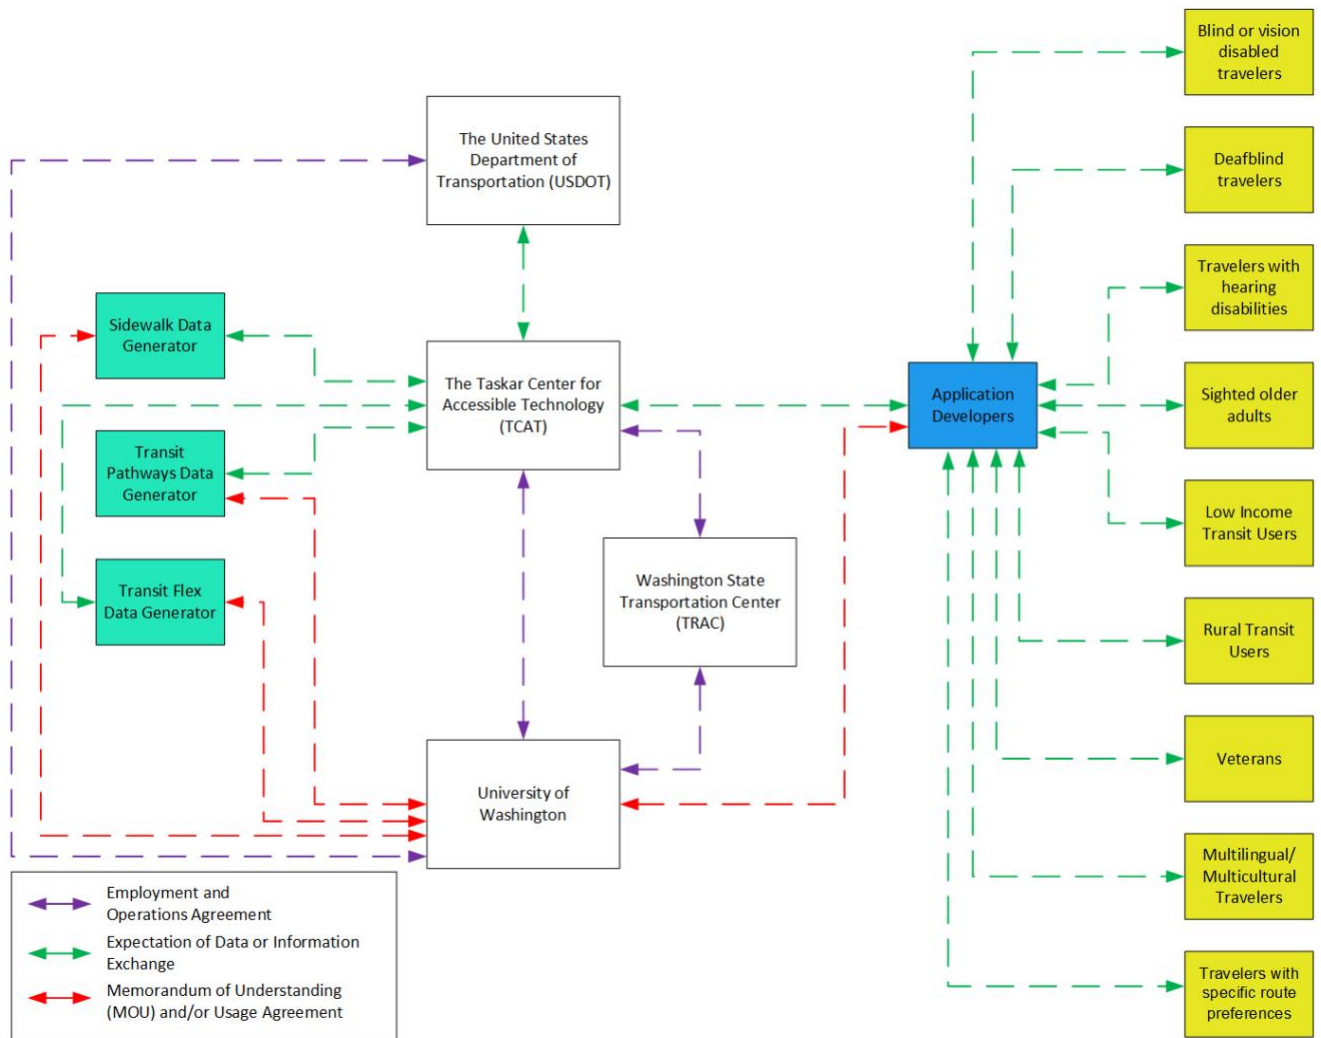 Blind or vision
disabled
travelers
The United States
Department of
Transportation (USDOT)
Deafblind
travelers
Travelers with
hearing
disabilities
Sidewalk Data
Generator
The Taskar Center for
Accessible Technology
(TCAT)
Application
Developers
Sighted older
adults
Transit
Pathways Data
Generator
Low Income
Transit Users
Transit Flex
Data Generator
Washington State
Transportation Center
(TRAC)
Rural Transit
Users
Veterans
University of
Washington
Multilingual/
Multicultural
Travelers
Travelers with
specific route
preferences
Employment and
Operations Agreement
Expectation of Data or Information
Exchange
Memorandum of Understanding
(MOU) and/or Usage Agreement